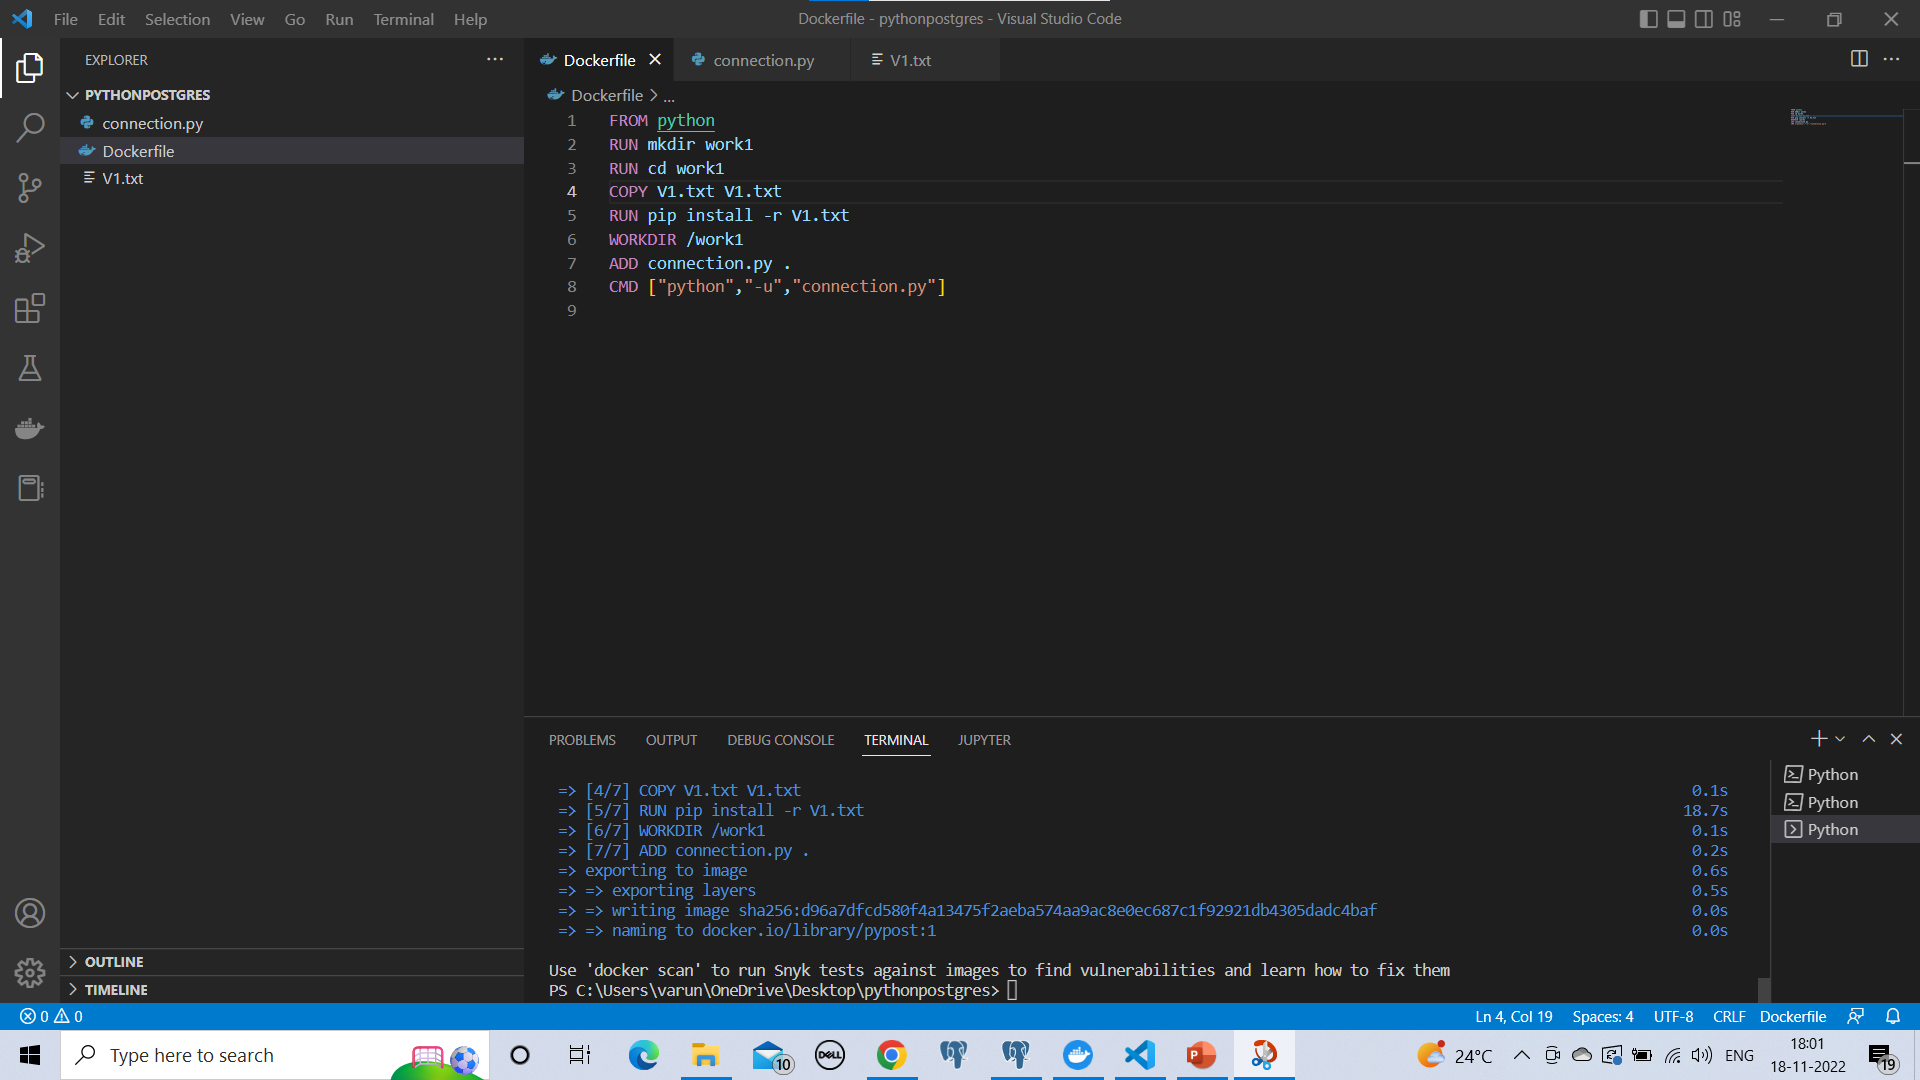 File Edit Selection View Go Run Terminal Help
Dockerfile - pythonpostgres - Visual Studio Code
EXPLORER
PYTHONPOSTGRES
connection.py
Dockerfile
V1.txt
OUTLINE
TIMELINE
Dockerfile connection.py V1.txt
Dockerfile > ...
1 FROM python
2 RUN mkdir work1
3 RUN cd work1
4 COPY V1.txt V1.txt
5 RUN pip install -r V1.txt
6 WORKDIR /work1
7 ADD connection.py .
8 CMD ["python","-u","connection.py"]
9
PROBLEMS OUTPUT DEBUG CONSOLE TERMINAL JUPYTER
=> [4/7] COPY V1.txt V1.txt 0.1s
=> [5/7] RUN pip install -r V1.txt 18.7s
=> [6/7] WORKDIR /work1 0.1s
=> [7/7] ADD connection.py . 0.2s
=> exporting to image 0.6s
=> => exporting layers 0.5s
=> => writing image sha256:d96a7dfcd580f4a13475f2aeba574aa9ac8e0ec687c1f92921db4305dadc4baf 0.0s
=> => naming to docker.io/library/pypost:1 0.0s
Use 'docker scan' to run Snyk tests against images to find vulnerabilities and learn how to fix them
PS C:\Users\varun\OneDrive\Desktop\pythonpostgres>
Python
Python
Python
0 0
Ln 4, Col 19 Spaces: 4 UTF-8 CRLF Dockerfile
Type here to search
10
DELL
24°C
ENG
18:01
18-11-2022
19